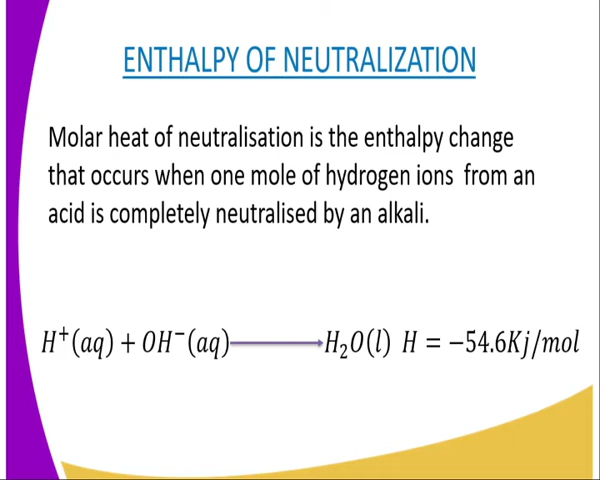 ENTHALPY OF NEUTRALIZATION
Molar heat of neutralisation is the enthalpy change
that occurs when one mole of hydrogen ions from an
acid is completely neutralised by an alkali.
H⁺(aq) + OH⁻(aq)⟶H₂O(l) H = −54.6Kj/mol